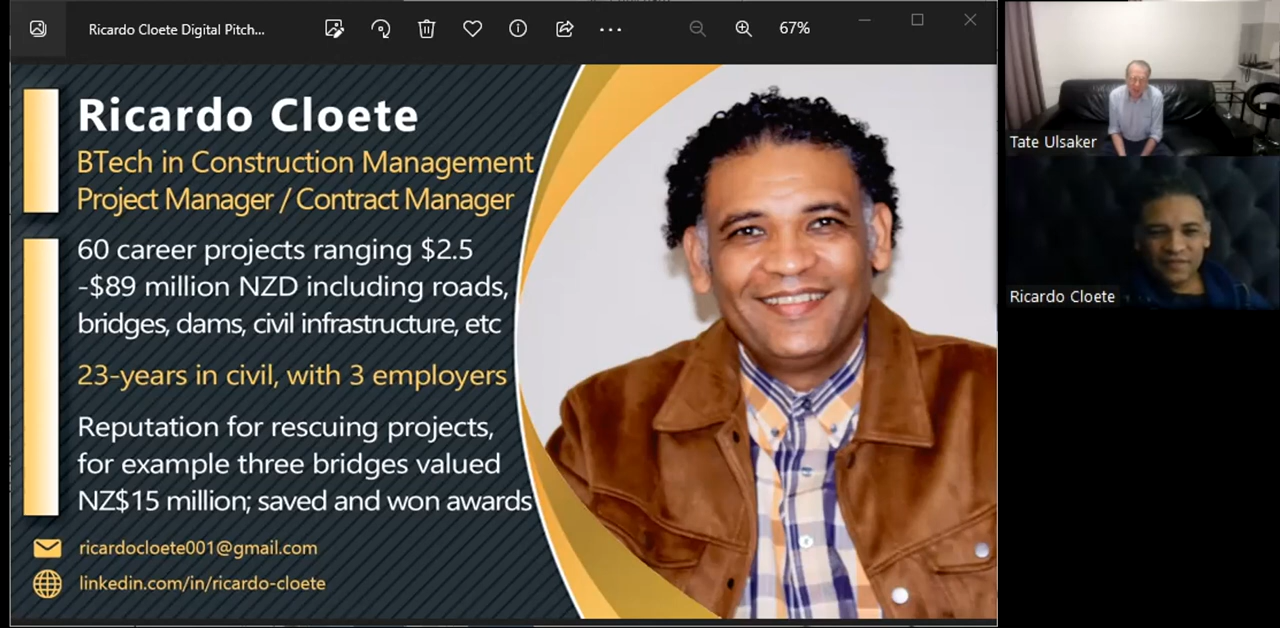 Ricardo Cloete Digital Pitch...
67%
Ricardo Cloete
BTech in Construction Management
Project Manager / Contract Manager
60 career projects ranging $2.5
-$89 million NZD including roads,
bridges, dams, civil infrastructure, etc
23-years in civil, with 3 employers
Reputation for rescuing projects,
for example three bridges valued
NZ$15 million; saved and won awards
ricardocloete001@gmail.com
linkedin.com/in/ricardo-cloete
Tate Ulsaker
Ricardo Cloete